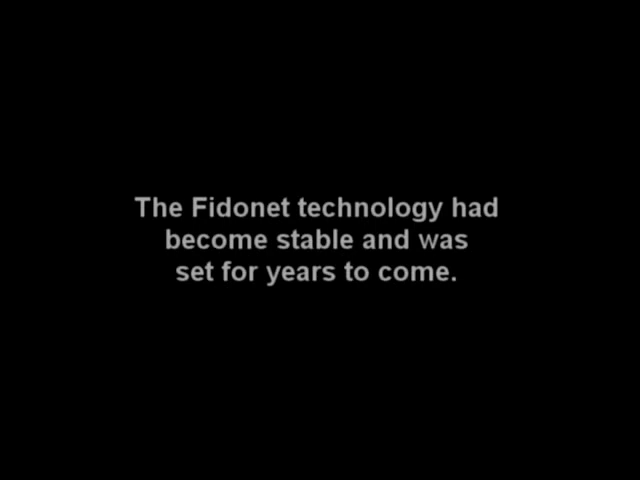 The Fidonet technology had
become stable and was
set for years to come.